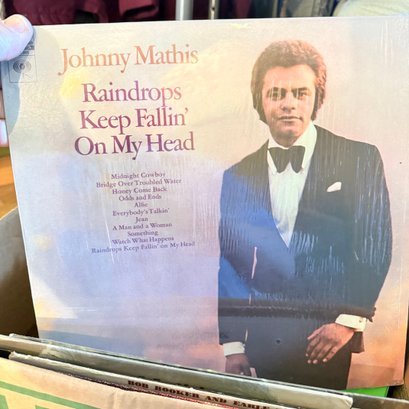 Johnny Mathis
Raindrops
Keep Fallin'
On My Head
Midnight Cowboy
Bridge Over Troubled Water
Honey Come Back
Odds and Ends
Alfie
Everybody's Talkin'
Jean
A Man and a Woman
Something
Watch What Happens
Raindrops Keep Fallin' on My Head
BOB BOOKER AND EARLE